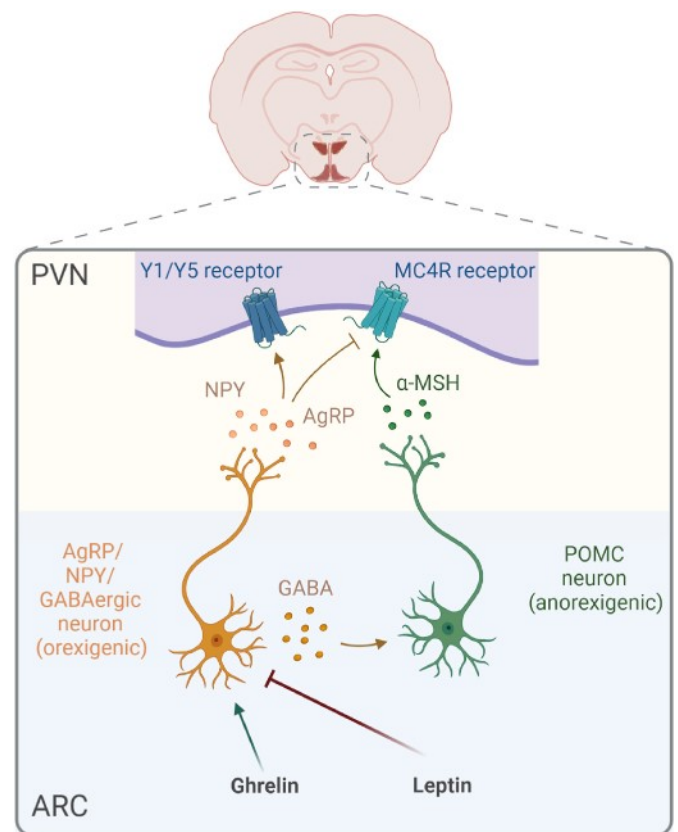 PVN
Y1/Y5 receptor
MC4R receptor
NPY
AgRP
α-MSH
AgRP/
NPY/
GABAergic
neuron
(orexigenic)
GABA
POMC
neuron
(anorexigenic)
Ghrelin
Leptin
ARC